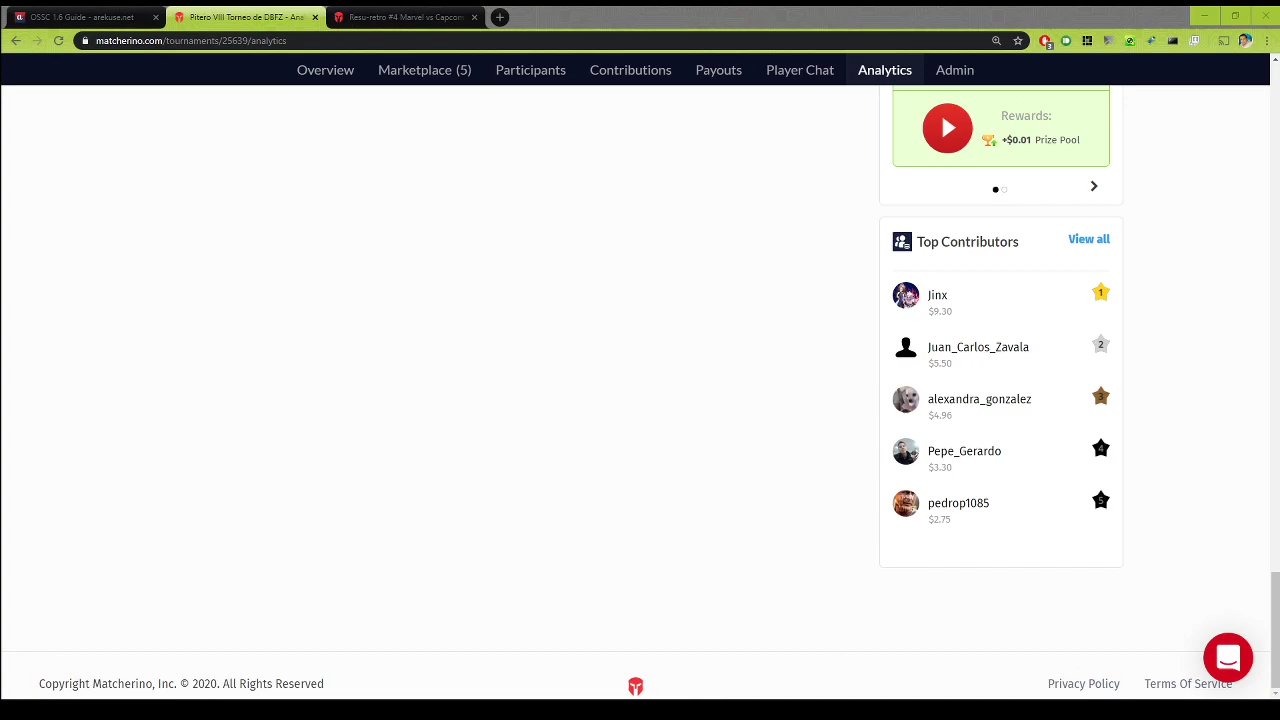 OSSC 1.6 Guide - arekuse.net
Pitero VIII Torneo de DBFZ - Ana
Resu-retro #4 Marvel vs Capcom
matcherino.com/tournaments/25639/analytics
3
Overview
Marketplace (5)
Participants
Contributions
Payouts
Player Chat
Analytics
Admin
Rewards:
+$0.01 Prize Pool
Top Contributors
View all
Jinx
1
$9.30
Juan_Carlos_Zavala
2
$5.50
alexandra_gonzalez
3
$4.96
Pepe_Gerardo
4
$3.30
pedrop1085
5
$2.75
Copyright Matcherino, Inc. © 2020. All Rights Reserved
Privacy Policy
Terms Of Service